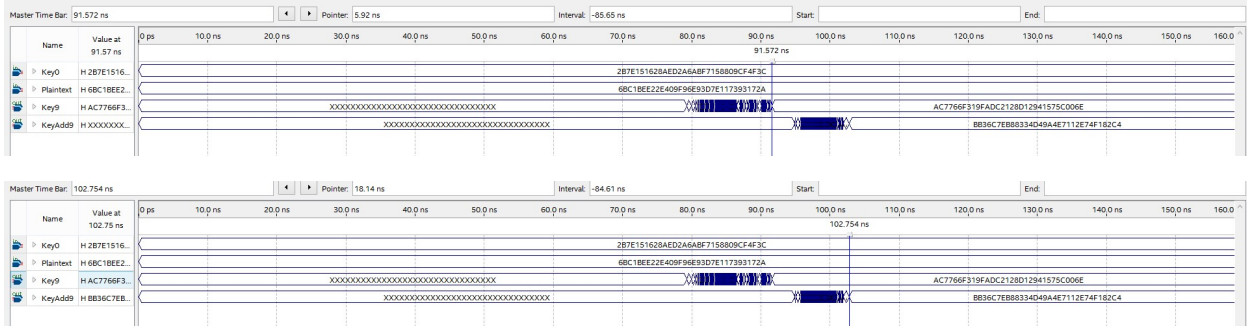 Master Time Bar: 91.572 ns Pointer: 5.92 ns Interval: -85.65 ns Start: End:
Name Value at 91.57 ns 0 ps 10.0 ns 20.0 ns 30.0 ns 40.0 ns 50.0 ns 60.0 ns 70.0 ns 80.0 ns 90.0 ns 100.0 ns 110.0 ns 120.0 ns 130.0 ns 140.0 ns 150.0 ns 160.0
91.572 ns
Key0 H 2B7E1516... 2B7E151628AED2A6ABF7158809CF4F3C
Plaintext H 6BC1BEE2... 6BC1BEE22E409F96E93D7E117393172A
Key9 H AC7766F3... XXXXXXXXXXXXXXXXXXXXXXXXXXXXXXXX AC7766F319FADC2128D12941575C006E
KeyAdd9 H XXXXXXX... XXXXXXXXXXXXXXXXXXXXXXXXXXXXXXXX BB36C7EB88334D49A4E7112E74F182C4
Master Time Bar: 102.754 ns Pointer: 18.14 ns Interval: -84.61 ns Start: End:
Name Value at 102.75 ns 0 ps 10.0 ns 20.0 ns 30.0 ns 40.0 ns 50.0 ns 60.0 ns 70.0 ns 80.0 ns 90.0 ns 100.0 ns 110.0 ns 120.0 ns 130.0 ns 140.0 ns 150.0 ns 160.0
102.754 ns
Key0 H 2B7E1516... 2B7E151628AED2A6ABF7158809CF4F3C
Plaintext H 6BC1BEE2... 6BC1BEE22E409F96E93D7E117393172A
Key9 H AC7766F3... XXXXXXXXXXXXXXXXXXXXXXXXXXXXXXXX AC7766F319FADC2128D12941575C006E
KeyAdd9 H BB36C7EB... XXXXXXXXXXXXXXXXXXXXXXXXXXXXXXXX BB36C7EB88334D49A4E7112E74F182C4